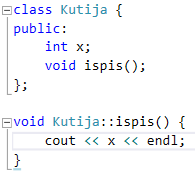 class Kutija {
public:
    int x;
    void ispis();
};
void Kutija::ispis() {
    cout << x << endl;
}